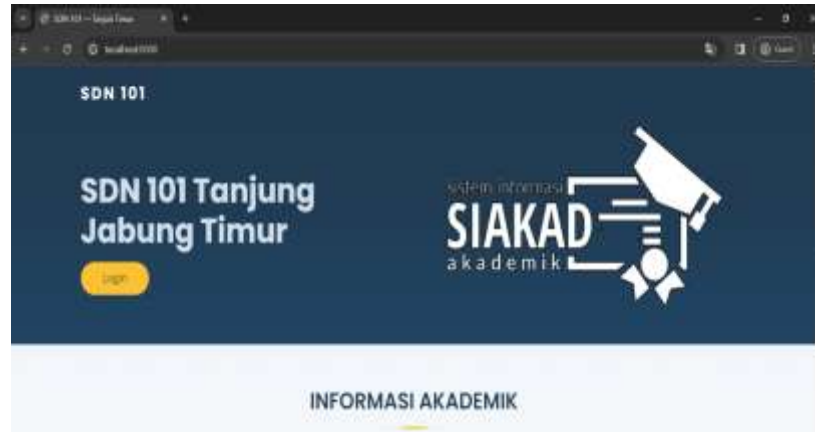 SDN 101
SDN 101 Tanjung
Jabung Timur
Login
sistem informasi
SIAKAD
akademik
INFORMASI AKADEMIK